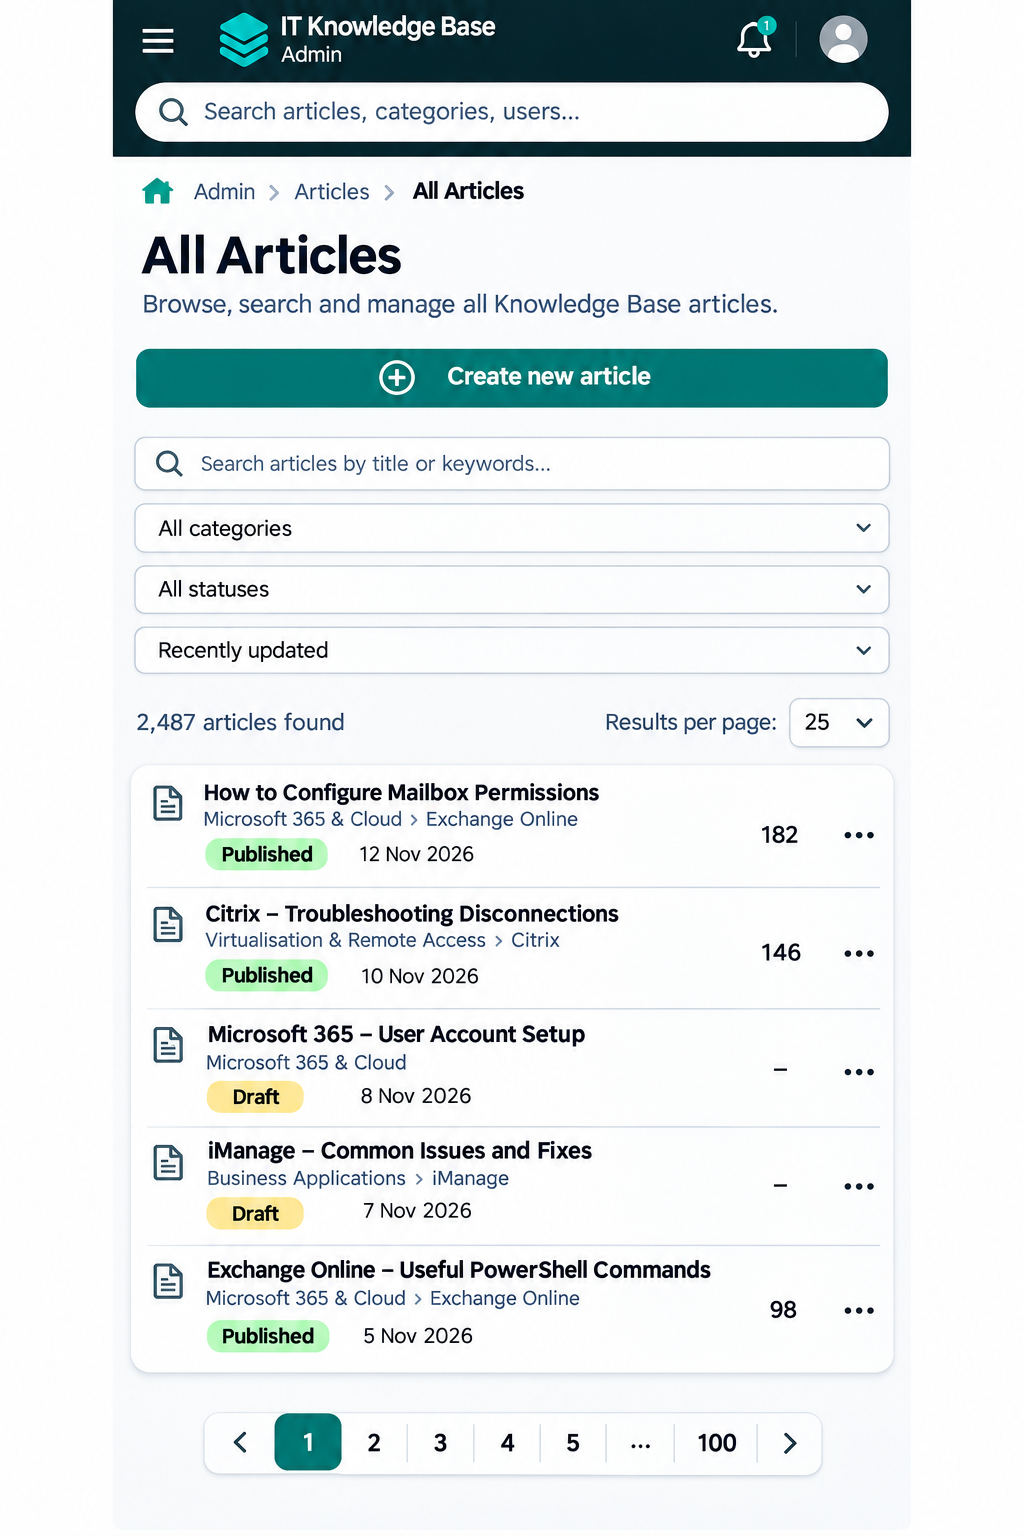 IT Knowledge Base
Admin
1
Search articles, categories, users...
Admin > Articles > All Articles
All Articles
Browse, search and manage all Knowledge Base articles.
Create new article
Search articles by title or keywords...
All categories
All statuses
Recently updated
2,487 articles found
Results per page: 25
How to Configure Mailbox Permissions
Microsoft 365 & Cloud > Exchange Online
Published 12 Nov 2026
182 •••
Citrix – Troubleshooting Disconnections
Virtualisation & Remote Access > Citrix
Published 10 Nov 2026
146 •••
Microsoft 365 – User Account Setup
Microsoft 365 & Cloud
Draft 8 Nov 2026
– •••
iManage – Common Issues and Fixes
Business Applications > iManage
Draft 7 Nov 2026
– •••
Exchange Online – Useful PowerShell Commands
Microsoft 365 & Cloud > Exchange Online
Published 5 Nov 2026
98 •••
< 1 2 3 4 5 ... 100 >